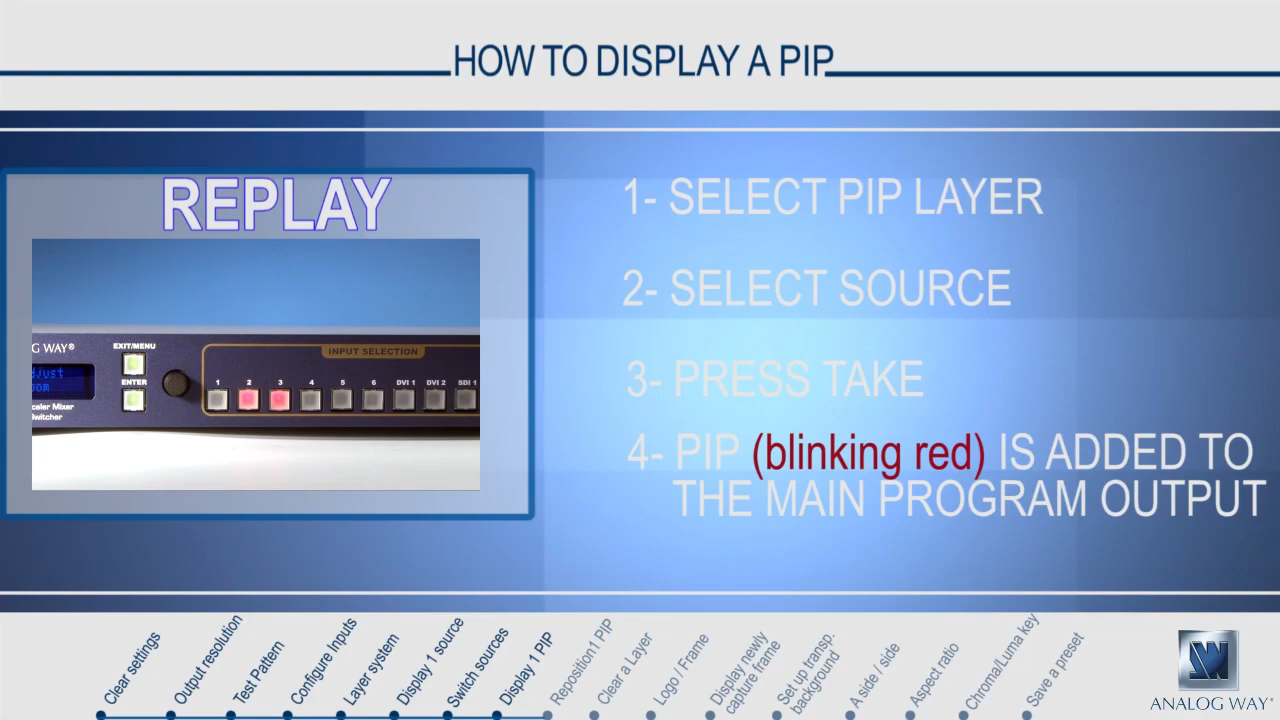 HOW TO DISPLAY A PIP
REPLAY
OG WAY®
EXIT/MENU
ENTER
INPUT SELECTION
1 2 3 4 5 6 DVI 1 DVI 2 SDI 1
Mixer
1- SELECT PIP LAYER
2- SELECT SOURCE
3- PRESS TAKE
4- PIP (blinking red) IS ADDED TO
THE MAIN PROGRAM OUTPUT
Clear settings
Output resolution
Test Pattern
Configure Inputs
Layer system
Display 1 source
Switch sources
Display 1 PIP
Reposition1 PIP
Clear a Layer
Logo / Frame
Display newly
capture frame
Set up transp.
background
A side / side
Aspect ratio
Chroma/Luma key
Save a preset
ANALOG WAY®